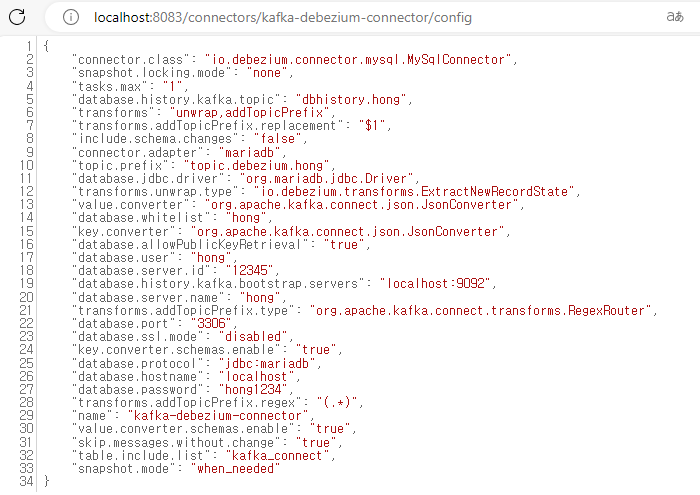 localhost:8083/connectors/kafka-debezium-connector/config
aあ
1 {
2 "connector.class": "io.debezium.connector.mysql.MySqlConnector",
3 "snapshot.locking.mode": "none",
4 "tasks.max": "1",
5 "database.history.kafka.topic": "dbhistory.hong",
6 "transforms": "unwrap,addTopicPrefix",
7 "transforms.addTopicPrefix.replacement": "$1",
8 "include.schema.changes": "false",
9 "connector.adapter": "mariadb",
10 "topic.prefix": "topic.debezium.hong",
11 "database.jdbc.driver": "org.mariadb.jdbc.Driver",
12 "transforms.unwrap.type": "io.debezium.transforms.ExtractNewRecordState",
13 "value.converter": "org.apache.kafka.connect.json.JsonConverter",
14 "database.whitelist": "hong",
15 "key.converter": "org.apache.kafka.connect.json.JsonConverter",
16 "database.allowPublicKeyRetrieval": "true",
17 "database.user": "hong",
18 "database.server.id": "12345",
19 "database.history.kafka.bootstrap.servers": "localhost:9092",
20 "database.server.name": "hong",
21 "transforms.addTopicPrefix.type": "org.apache.kafka.connect.transforms.RegexRouter",
22 "database.port": "3306",
23 "database.ssl.mode": "disabled",
24 "key.converter.schemas.enable": "true",
25 "database.protocol": "jdbc:mariadb",
26 "database.hostname": "localhost",
27 "database.password": "hong1234",
28 "transforms.addTopicPrefix.regex": "(.*)",
29 "name": "kafka-debezium-connector",
30 "value.converter.schemas.enable": "true",
31 "skip.messages.without.change": "true",
32 "table.include.list": "kafka_connect",
33 "snapshot.mode": "when_needed"
34 }